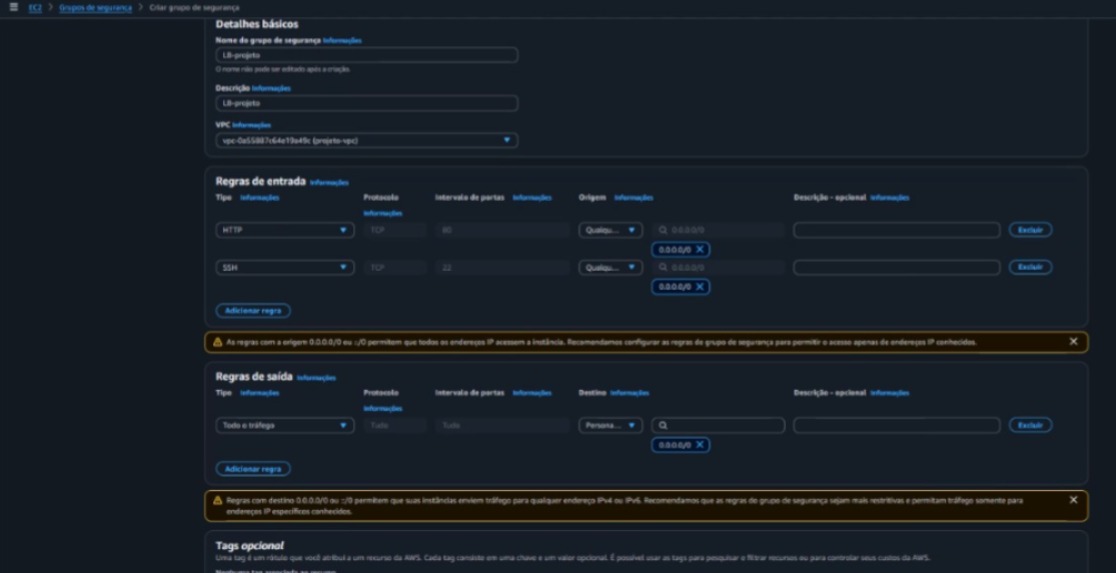 EC2 > Grupos de segurança > Criar grupo de segurança
Detalhes básicos
Nome do grupo de segurança Informações
LB-projeto
O nome não pode ser editado após a criação.
Descrição Informações
LB-projeto
VPC Informações
(projeto-vpc)
Regras de entrada Informações
Tipo Informações Protocolo Informações Intervalo de portas Informações Origem Informações Descrição – opcional Informações
HTTP TCP 80 Qualqu... 0.0.0.0/0 Excluir
0.0.0.0/0
SSH TCP 22 Qualqu... 0.0.0.0/0 Excluir
0.0.0.0/0
Adicionar regra
As regras com a origem 0.0.0.0/0 ou ::/0 permitem que todos os endereços IP acessem a instância. Recomendamos configurar as regras de grupo de segurança para permitir o acesso apenas de endereços IP conhecidos.
Regras de saída Informações
Tipo Informações Protocolo Informações Intervalo de portas Informações Destino Informações Descrição – opcional Informações
Todo o tráfego Tudo Tudo Persona... Excluir
0.0.0.0/0
Adicionar regra
Regras com destino 0.0.0.0/0 ou ::/0 permitem que suas instâncias enviem tráfego para qualquer endereço IPv4 ou IPv6. Recomendamos que as regras de grupo de segurança sejam mais restritivas e permitam tráfego somente para
endereços IP específicos conhecidos.
Tags opcional
Uma tag é um rótulo que você atribui a um recurso da AWS. Cada tag consiste em uma chave e um valor opcional. É possível usar as tags para pesquisar e filtrar recursos ou para controlar seus custos da AWS.